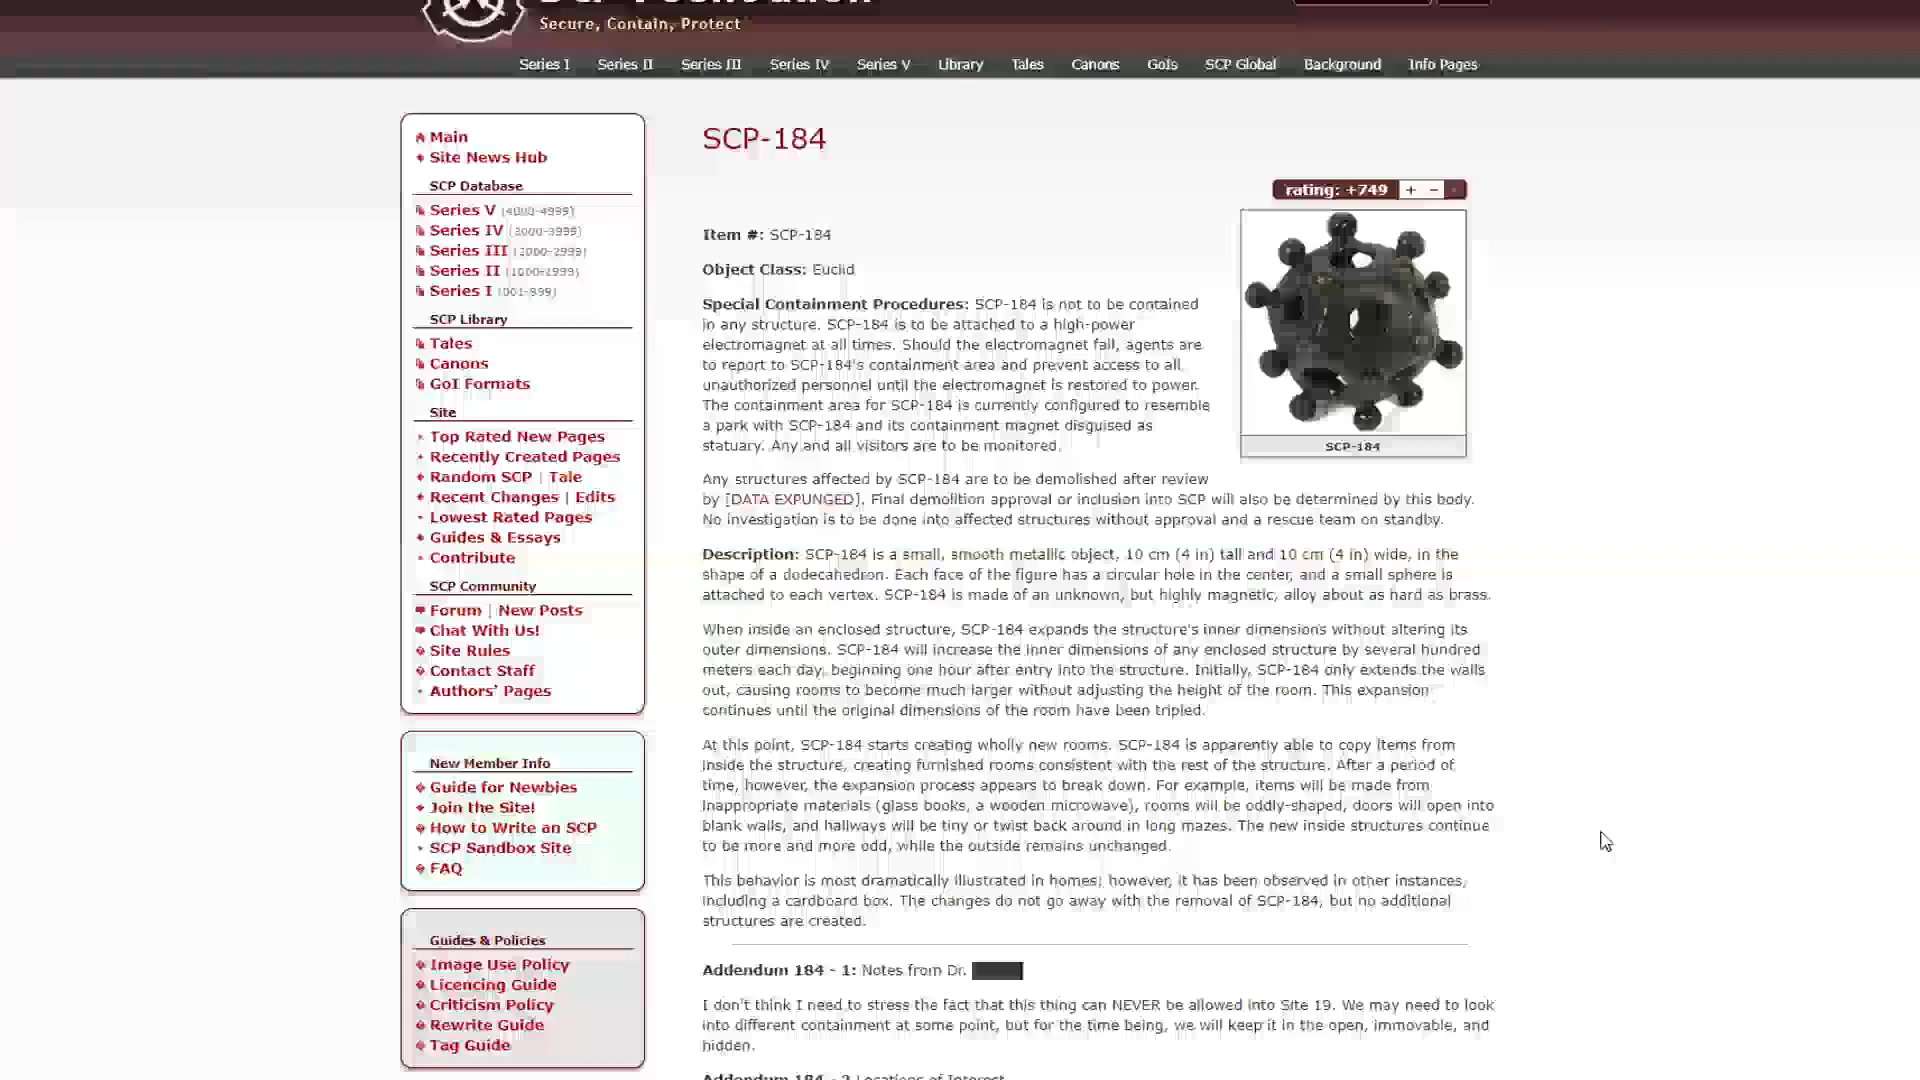 Secure, Contain, Protect
Series I Series II Series III Series IV Series V Library Tales Canons GoIs SCP Global Background Info Pages
Main
Site News Hub
SCP Database
Series V (4000-4999)
Series IV (3000-3999)
Series III (2000-2999)
Series II (1000-1999)
Series I (001-999)
SCP Library
Tales
Canons
GoI Formats
Site
Top Rated New Pages
Recently Created Pages
Random SCP | Tale
Recent Changes | Edits
Lowest Rated Pages
Guides & Essays
Contribute
SCP Community
Forum | New Posts
Chat With Us!
Site Rules
Contact Staff
Authors' Pages
New Member Info
Guide for Newbies
Join the Site!
How to Write an SCP
SCP Sandbox Site
FAQ
Guides & Policies
Image Use Policy
Licencing Guide
Criticism Policy
Rewrite Guide
Tag Guide
SCP-184
rating: +749 + –
SCP-184
Item #: SCP-184
Object Class: Euclid
Special Containment Procedures: SCP-184 is not to be contained
in any structure. SCP-184 is to be attached to a high-power
electromagnet at all times. Should the electromagnet fail, agents are
to report to SCP-184's containment area and prevent access to all
unauthorized personnel until the electromagnet is restored to power.
The containment area for SCP-184 is currently configured to resemble
a park with SCP-184 and its containment magnet disguised as
statuary. Any and all visitors are to be monitored.
Any structures affected by SCP-184 are to be demolished after review
by [DATA EXPUNGED]. Final demolition approval or inclusion into SCP will also be determined by this body.
No investigation is to be done into affected structures without approval and a rescue team on standby.
Description: SCP-184 is a small, smooth metallic object, 10 cm (4 in) tall and 10 cm (4 in) wide, in the
shape of a dodecahedron. Each face of the figure has a circular hole in the center, and a small sphere is
attached to each vertex. SCP-184 is made of an unknown, but highly magnetic, alloy about as hard as brass.
When inside an enclosed structure, SCP-184 expands the structure's inner dimensions without altering its
outer dimensions. SCP-184 will increase the inner dimensions of any enclosed structure by several hundred
meters each day, beginning one hour after entry into the structure. Initially, SCP-184 only extends the walls
out, causing rooms to become much larger without adjusting the height of the room. This expansion
continues until the original dimensions of the room have been tripled.
At this point, SCP-184 starts creating wholly new rooms. SCP-184 is apparently able to copy items from
inside the structure, creating furnished rooms consistent with the rest of the structure. After a period of
time, however, the expansion process appears to break down. For example, items will be made from
inappropriate materials (glass books, a wooden microwave), rooms will be oddly-shaped, doors will open into
blank walls, and hallways will be tiny or twist back around in long mazes. The new inside structures continue
to be more and more odd, while the outside remains unchanged.
This behavior is most dramatically illustrated in homes; however, it has been observed in other instances,
including a cardboard box. The changes do not go away with the removal of SCP-184, but no additional
structures are created.
Addendum 184 - 1: Notes from Dr.
I don't think I need to stress the fact that this thing can NEVER be allowed into Site 19. We may need to look
into different containment at some point, but for the time being, we will keep it in the open, immovable, and
hidden.
Addendum 184 - 2 Locations of Interest